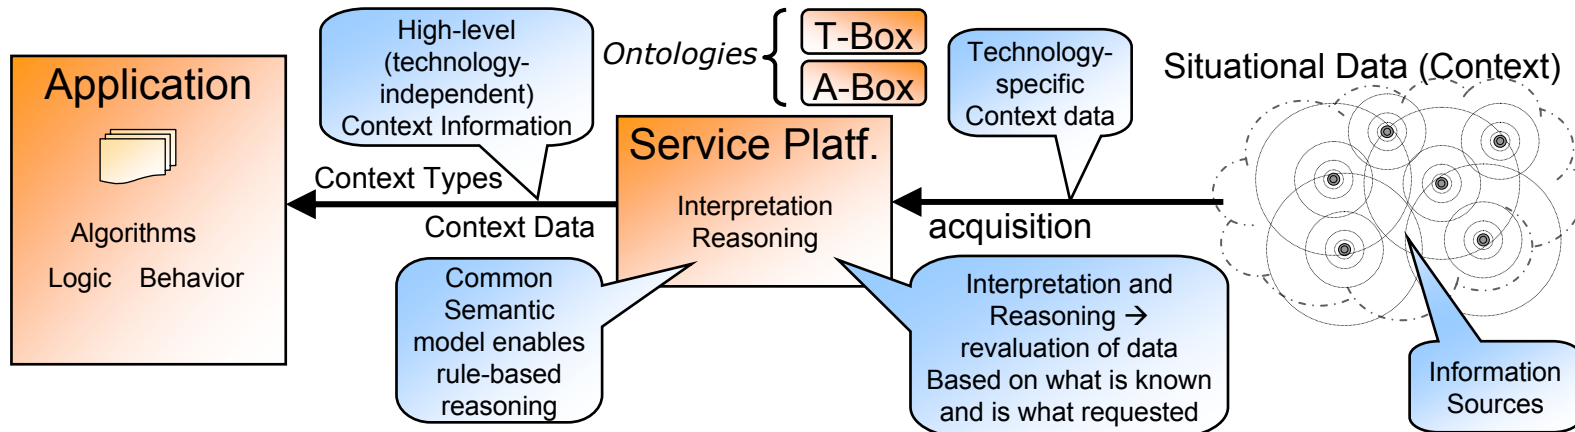 Application
Algorithms
Logic Behavior
High-level
(technology-
independent)
Context Information
Context Types
Context Data
Ontologies
T-Box
A-Box
Service Platf.
Interpretation
Reasoning
Common
Semantic
model enables
rule-based
reasoning
Technology-
specific
Context data
acquisition
Interpretation and
Reasoning →
revaluation of data
Based on what is known
and is what requested
Situational Data (Context)
Information
Sources